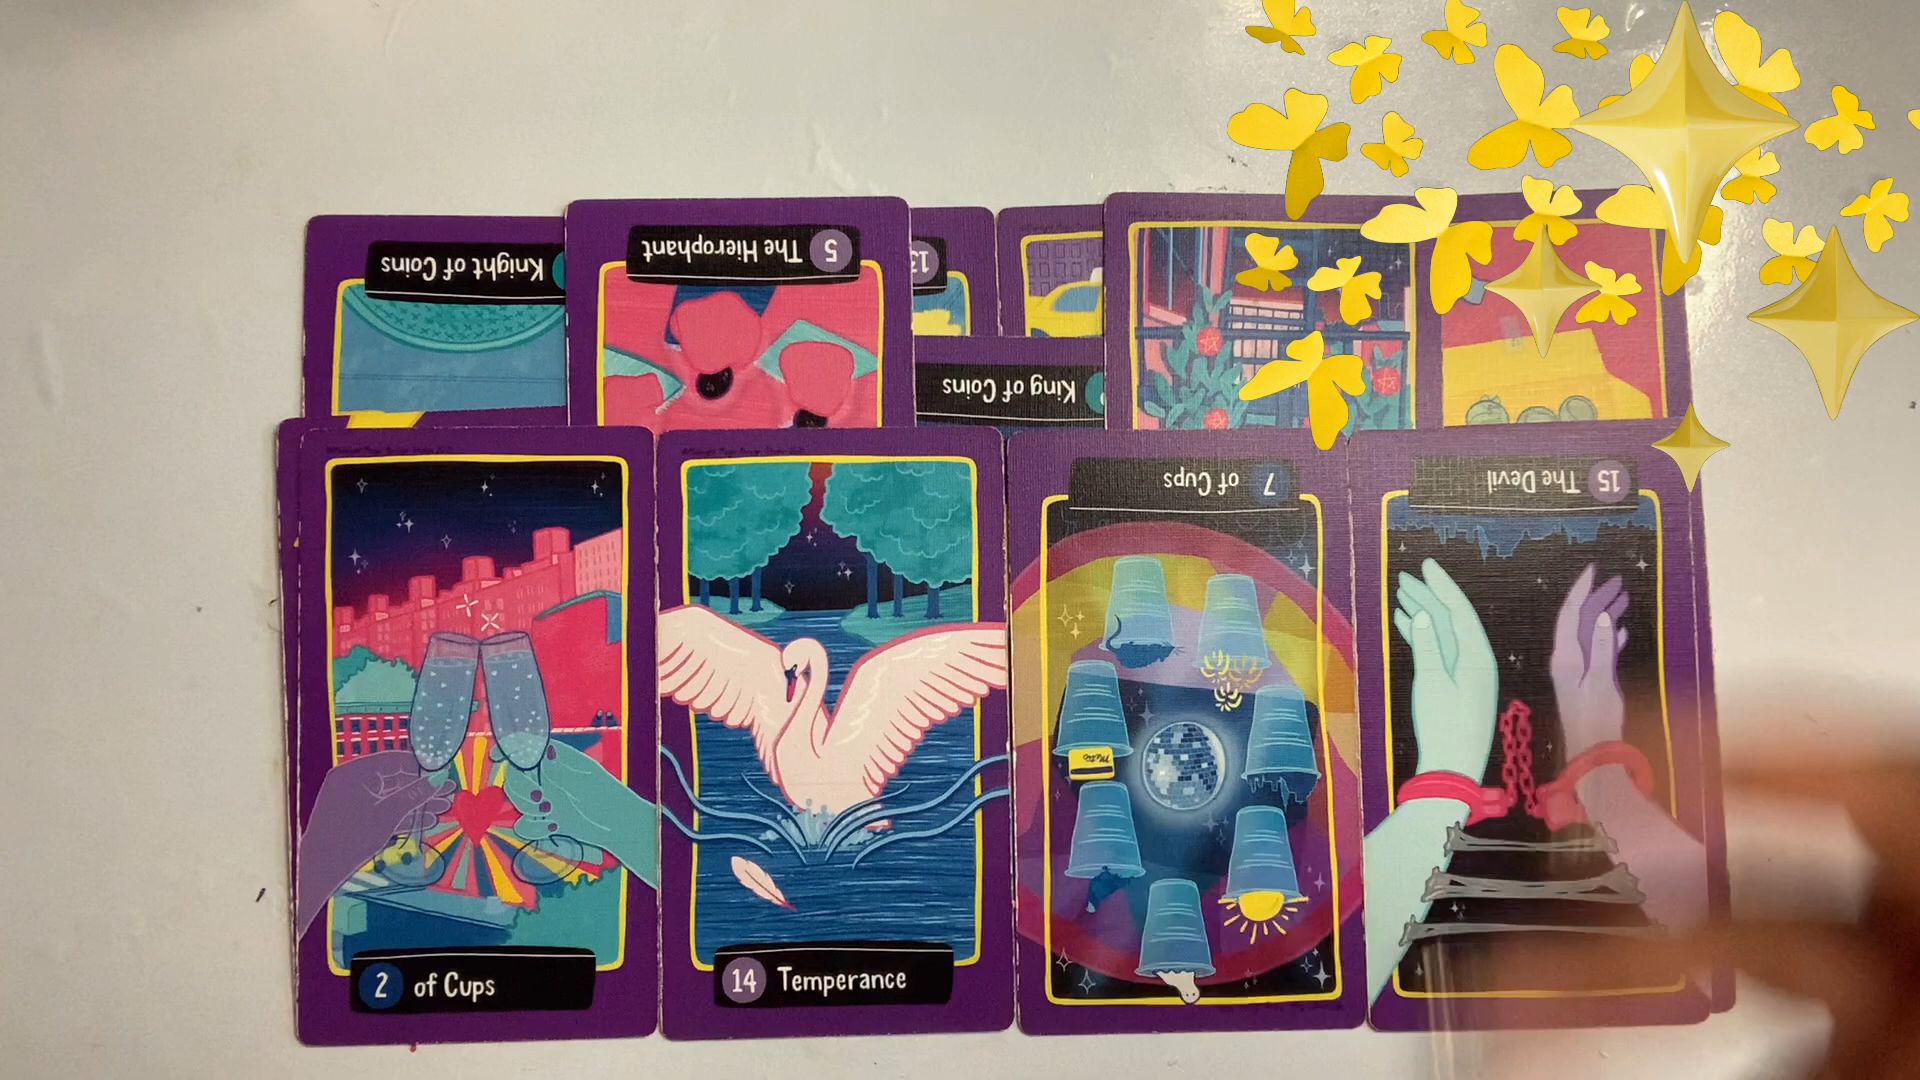 Knight of Coins
The Hierophant 5
13
King of Coins
7 of Cups
15 The Devil
2 of Cups
14 Temperance